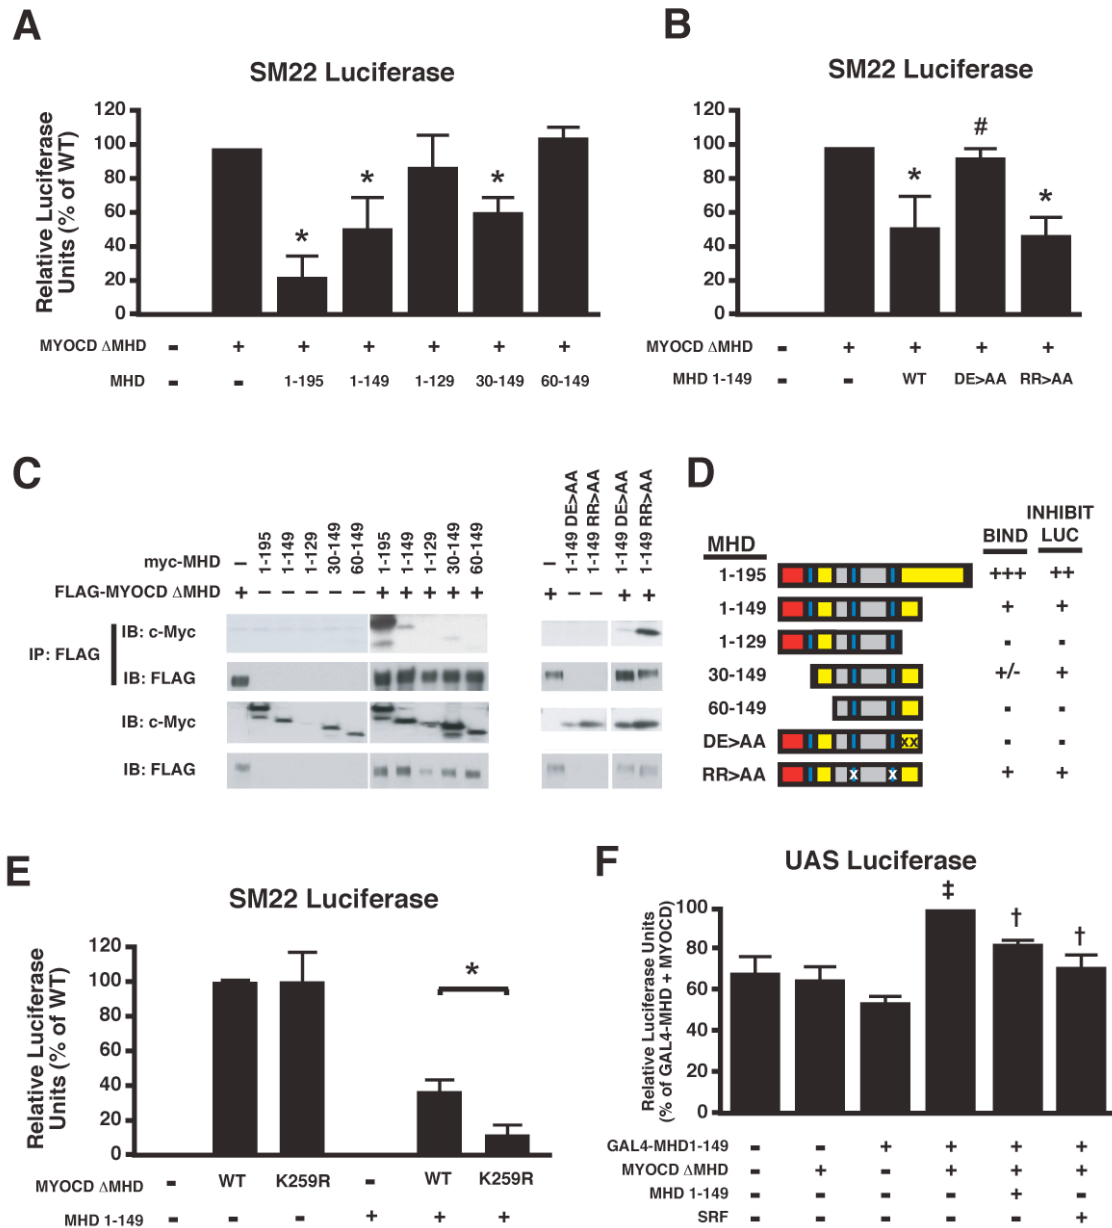 A
SM22 Luciferase
Relative Luciferase
Units (% of WT)
120
100
80
60
40
20
0
* * *
MYOCD ΔMHD - + + + + + +
MHD - - 1-195 1-149 1-129 30-149 60-149
B
SM22 Luciferase
120
100
80
60
40
20
0
* # *
MYOCD ΔMHD - + + + +
MHD 1-149 - - WT DE>AA RR>AA
C
myc-MHD – 1-195 1-149 1-129 30-149 60-149 1-195 1-149 1-129 30-149 60-149
– 1-149 DE>AA 1-149 RR>AA 1-149 DE>AA 1-149 RR>AA
FLAG-MYOCD ΔMHD + – – – – – + + + + + + – – + +
IP: FLAG
IB: c-Myc
IB: FLAG
IB: c-Myc
IB: FLAG
D
MHD BIND INHIBIT LUC
1-195 +++ ++
1-149 + +
1-129 - -
30-149 +/- +
60-149 - -
DE>AA xx - -
RR>AA x x + +
E
SM22 Luciferase
Relative Luciferase
Units (% of WT)
120
100
80
60
40
20
0
*
MYOCD ΔMHD - WT K259R - WT K259R
MHD 1-149 - - - + + +
F
UAS Luciferase
Relative Luciferase Units
(% of GAL4-MHD + MYOCD)
100
80
60
40
20
0
‡ † †
GAL4-MHD1-149 - - + + + +
MYOCD ΔMHD - + - + + +
MHD 1-149 - - - - + -
SRF - - - - - +